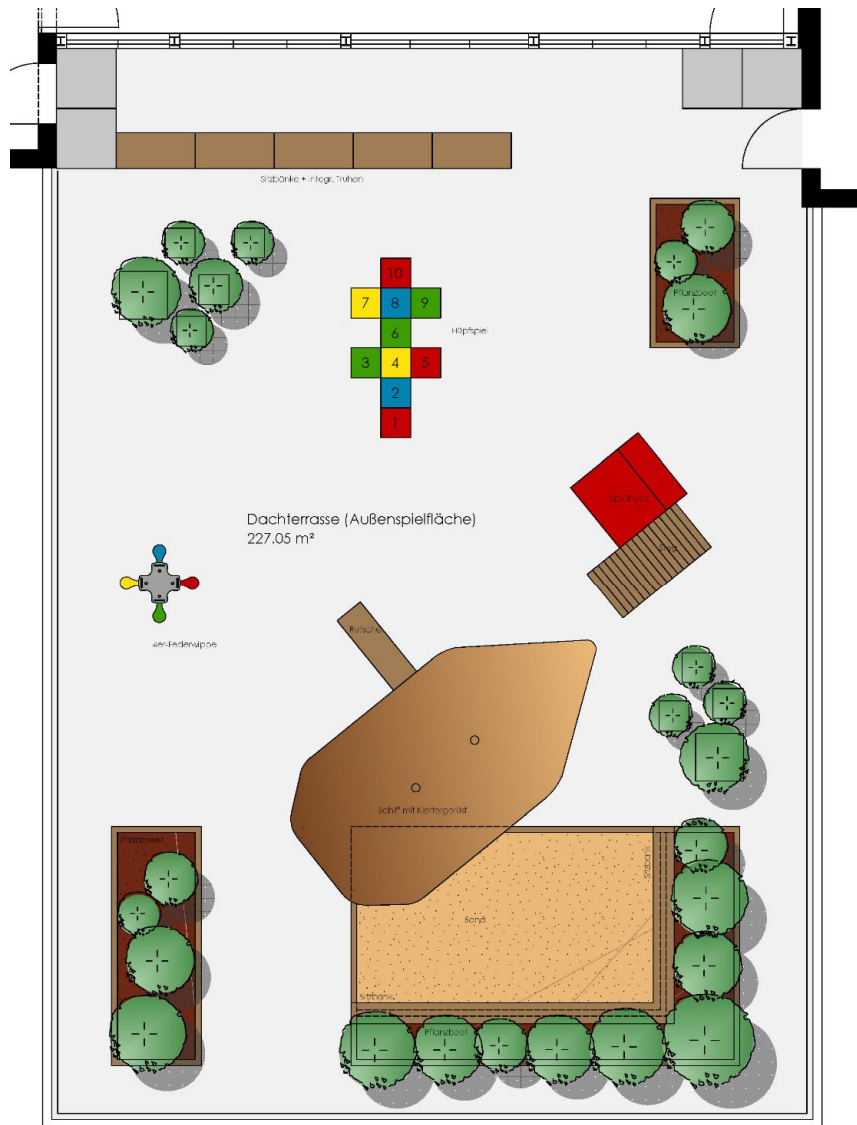 Sitzbänke + integr. Truhen
10
7 8 9
6
3 4 5
2
1
Hüpfspiel
Pflanzbeet
Spielhaus
Steg
Dachterrasse (Außenspielfläche)
227.05 m²
4er-Federwippe
Rutsche
Schiff mit Klettergerüst
Pflanzbeet
Sitzbank
Sand
Sitzbank
Pflanzbeet